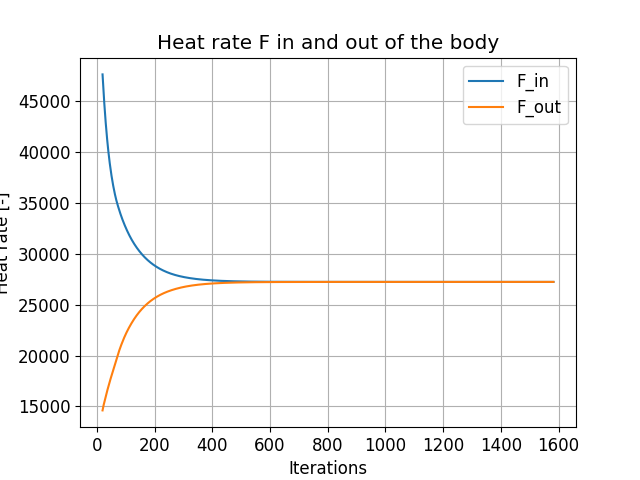 Heat rate F in and out of the body
F_in
F_out
45000
40000
35000
30000
25000
20000
15000
Heat rate [-]
0 200 400 600 800 1000 1200 1400 1600
Iterations